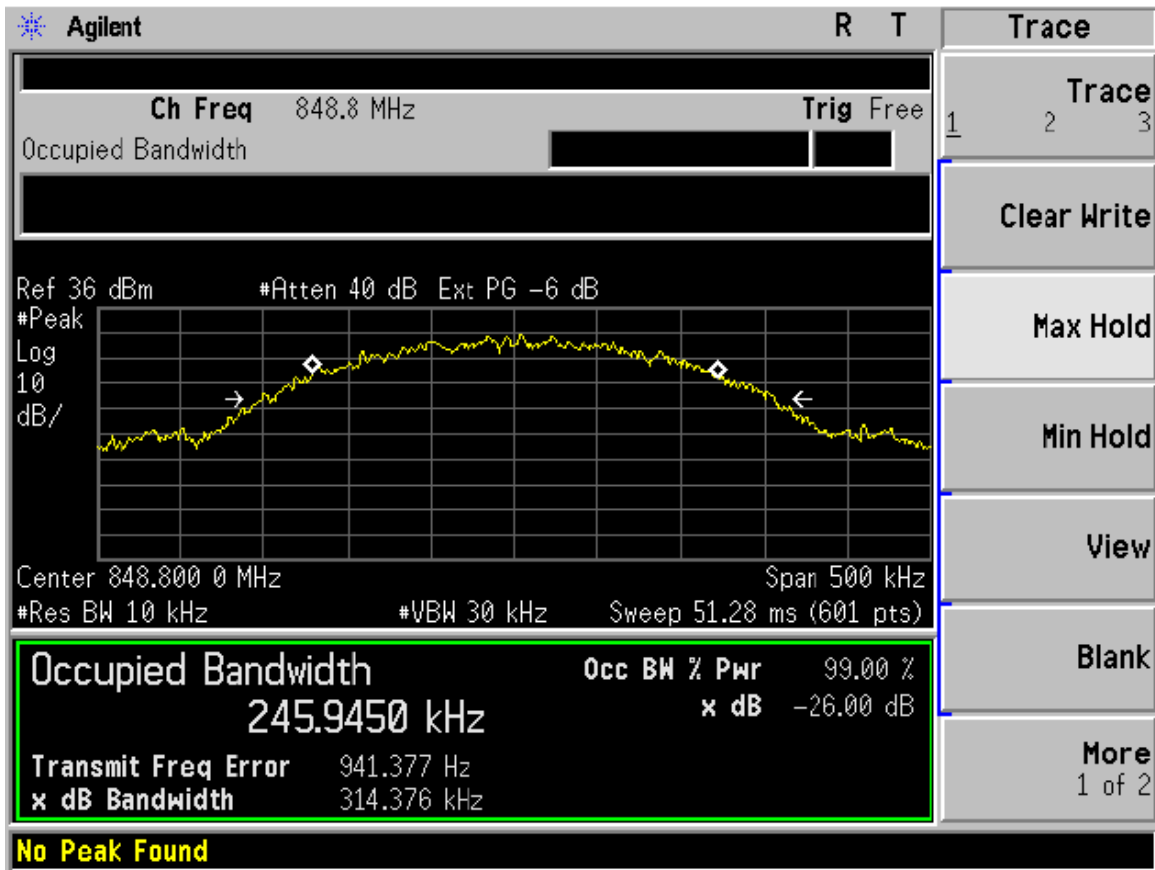 Agilent R T
Ch Freq 848.8 MHz Trig Free
Occupied Bandwidth
Ref 36 dBm #Atten 40 dB Ext PG -6 dB
#Peak
Log
10
dB/
Center 848.800 0 MHz Span 500 kHz
#Res BW 10 kHz #VBW 30 kHz Sweep 51.28 ms (601 pts)
Occupied Bandwidth Occ BW % Pwr 99.00 %
245.9450 kHz x dB -26.00 dB
Transmit Freq Error 941.377 Hz
x dB Bandwidth 314.376 kHz
No Peak Found
Trace
Trace
1 2 3
Clear Write
Max Hold
Min Hold
View
Blank
More
1 of 2